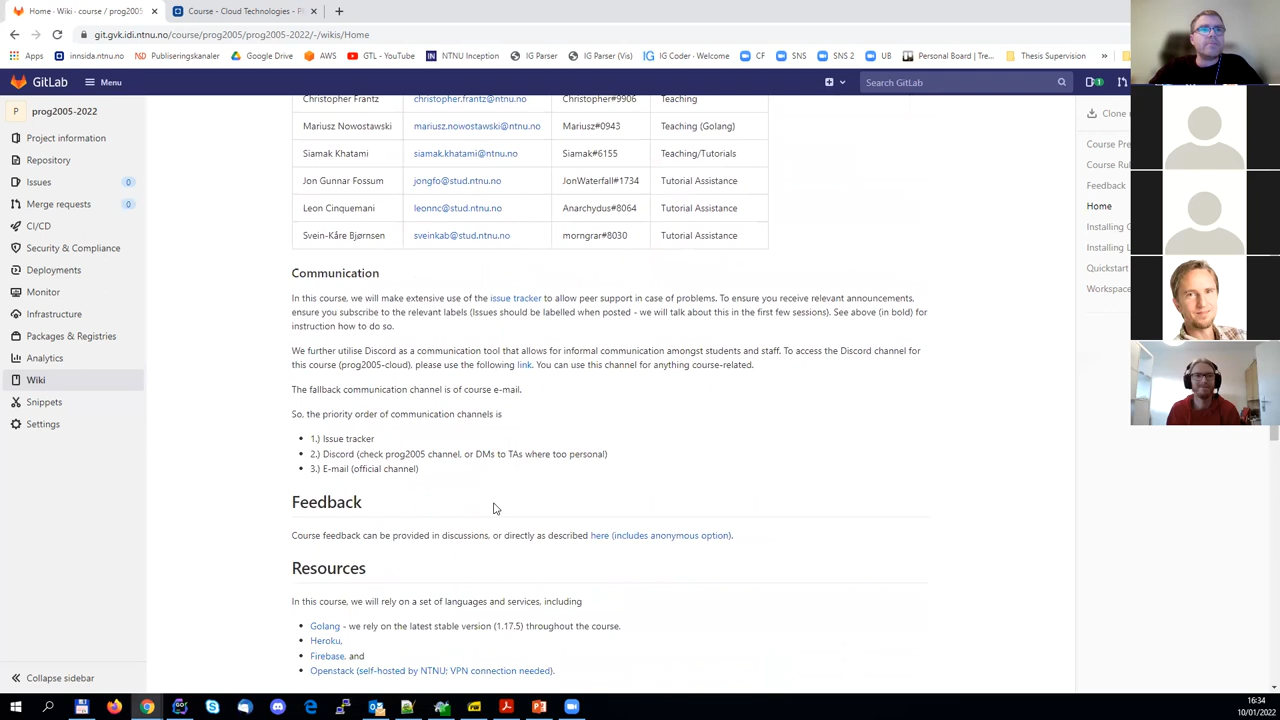 Home · Wiki · course / prog2005
Course - Cloud Technologies - P
git.gvk.idi.ntnu.no/course/prog2005/prog2005-2022/-/wikis/Home
Apps innsida.ntnu.no Publiseringskanaler Google Drive AWS GTL - YouTube NTNU Inception IG Parser IG Parser (Vis) IG Coder · Welcome CF SNS SNS 2 UB Personal Board | Tre... Thesis Supervision »
GitLab Menu Search GitLab 1
P prog2005-2022
Project information
Repository
Issues 0
Merge requests 0
CI/CD
Security & Compliance
Deployments
Monitor
Infrastructure
Packages & Registries
Analytics
Wiki
Snippets
Settings
Collapse sidebar
Christopher Frantz christopher.frantz@ntnu.no Christopher#9906 Teaching
Mariusz Nowostawski mariusz.nowostawski@ntnu.no Mariusz#0943 Teaching (Golang)
Siamak Khatami siamak.khatami@ntnu.no Siamak#6155 Teaching/Tutorials
Jon Gunnar Fossum jongfo@stud.ntnu.no JonWaterfall#1734 Tutorial Assistance
Leon Cinquemani leonnc@stud.ntnu.no Anarchydus#8064 Tutorial Assistance
Svein-Kåre Bjørnsen sveinkab@stud.ntnu.no morngrar#8030 Tutorial Assistance
Communication
In this course, we will make extensive use of the issue tracker to allow peer support in case of problems. To ensure you receive relevant announcements,
ensure you subscribe to the relevant labels (Issues should be labelled when posted - we will talk about this in the first few sessions). See above (in bold) for
instruction how to do so.
We further utilise Discord as a communication tool that allows for informal communication amongst students and staff. To access the Discord channel for
this course (prog2005-cloud), please use the following link. You can use this channel for anything course-related.
The fallback communication channel is of course e-mail.
So, the priority order of communication channels is
• 1.) Issue tracker
• 2.) Discord (check prog2005 channel, or DMs to TAs where too personal)
• 3.) E-mail (official channel)
Feedback
Course feedback can be provided in discussions, or directly as described here (includes anonymous option).
Resources
In this course, we will rely on a set of languages and services, including
• Golang - we rely on the latest stable version (1.17.5) throughout the course.
• Heroku,
• Firebase, and
• Openstack (self-hosted by NTNU; VPN connection needed).
Clone
Course Pre
Course Rul
Feedback
Home
Installing
Installing L
Quickstart
Workspace
16:34
10/01/2022